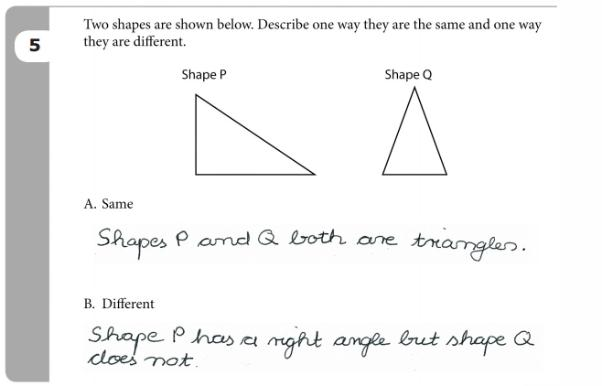 Two shapes are shown below. Describe one way they are the same and one way
5
they are different.
Shape P
Shape Q
A. Same
Shapes P and Q both are triangles.
B. Different
Shape P has a right angle but shape Q
does not.